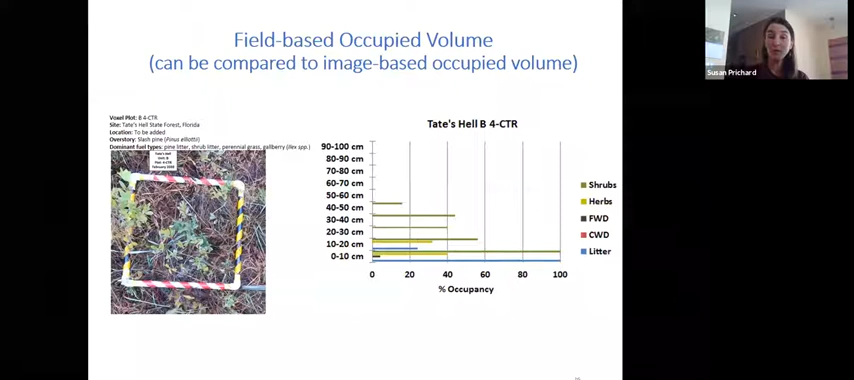 Field-based Occupied Volume
(can be compared to image-based occupied volume)
Susan Prichard
Voxel Plot: B 4-CTR
Site: Tate's Hell State Forest, Florida
Location: To be added
Overstory: Slash pine (Pinus elliottii)
Dominant fuel types: pine litter, shrub litter, perennial grass, gallberry (Ilex spp.)
Tate's Hell
Tate's Hell B 4-CTR
90-100 cm
80-90 cm
70-80 cm
60-70 cm
50-60 cm
40-50 cm
30-40 cm
20-30 cm
10-20 cm
0-10 cm
0 20 40 60 80 100
% Occupancy
Shrubs
Herbs
FWD
CWD
Litter